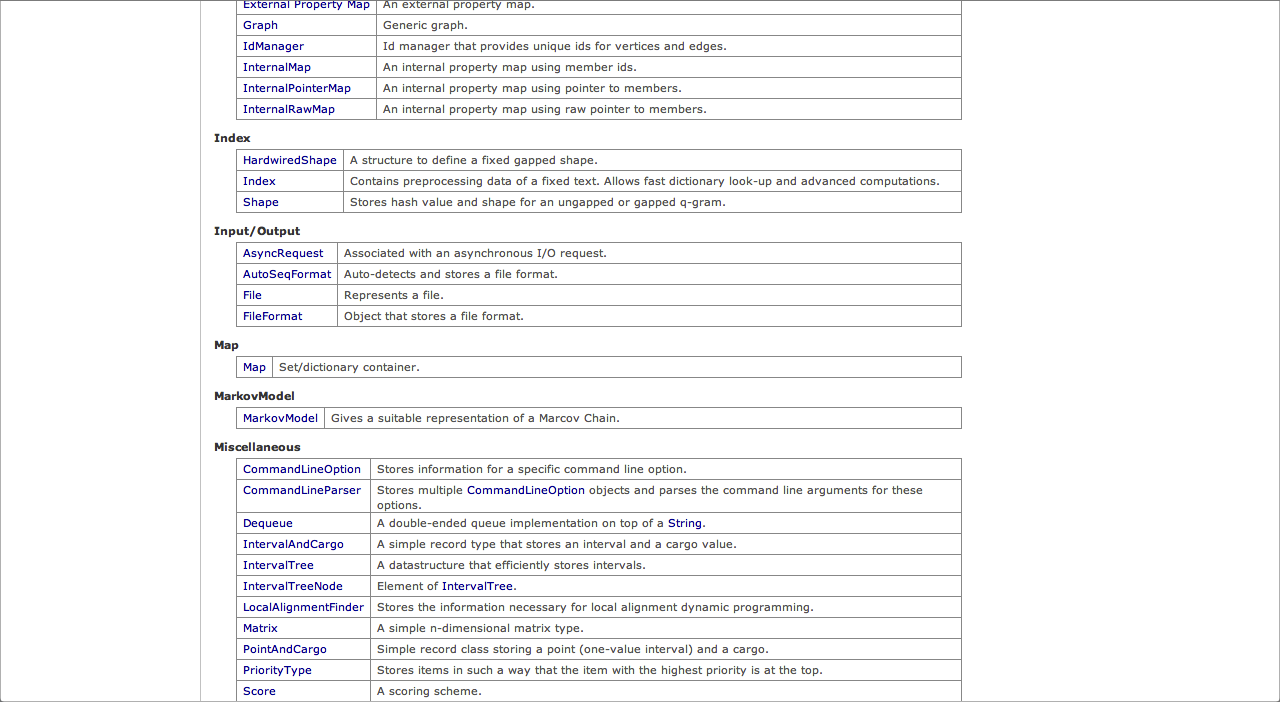 External Property Map An external property map.
Graph Generic graph.
IdManager Id manager that provides unique ids for vertices and edges.
InternalMap An internal property map using member ids.
InternalPointerMap An internal property map using pointer to members.
InternalRawMap An internal property map using raw pointer to members.
Index
HardwiredShape A structure to define a fixed gapped shape.
Index Contains preprocessing data of a fixed text. Allows fast dictionary look-up and advanced computations.
Shape Stores hash value and shape for an ungapped or gapped q-gram.
Input/Output
AsyncRequest Associated with an asynchronous I/O request.
AutoSeqFormat Auto-detects and stores a file format.
File Represents a file.
FileFormat Object that stores a file format.
Map
Map Set/dictionary container.
MarkovModel
MarkovModel Gives a suitable representation of a Marcov Chain.
Miscellaneous
CommandLineOption Stores information for a specific command line option.
CommandLineParser Stores multiple CommandLineOption objects and parses the command line arguments for these
options.
Dequeue A double-ended queue implementation on top of a String.
IntervalAndCargo A simple record type that stores an interval and a cargo value.
IntervalTree A datastructure that efficiently stores intervals.
IntervalTreeNode Element of IntervalTree.
LocalAlignmentFinder Stores the information necessary for local alignment dynamic programming.
Matrix A simple n-dimensional matrix type.
PointAndCargo Simple record class storing a point (one-value interval) and a cargo.
PriorityType Stores items in such a way that the item with the highest priority is at the top.
Score A scoring scheme.